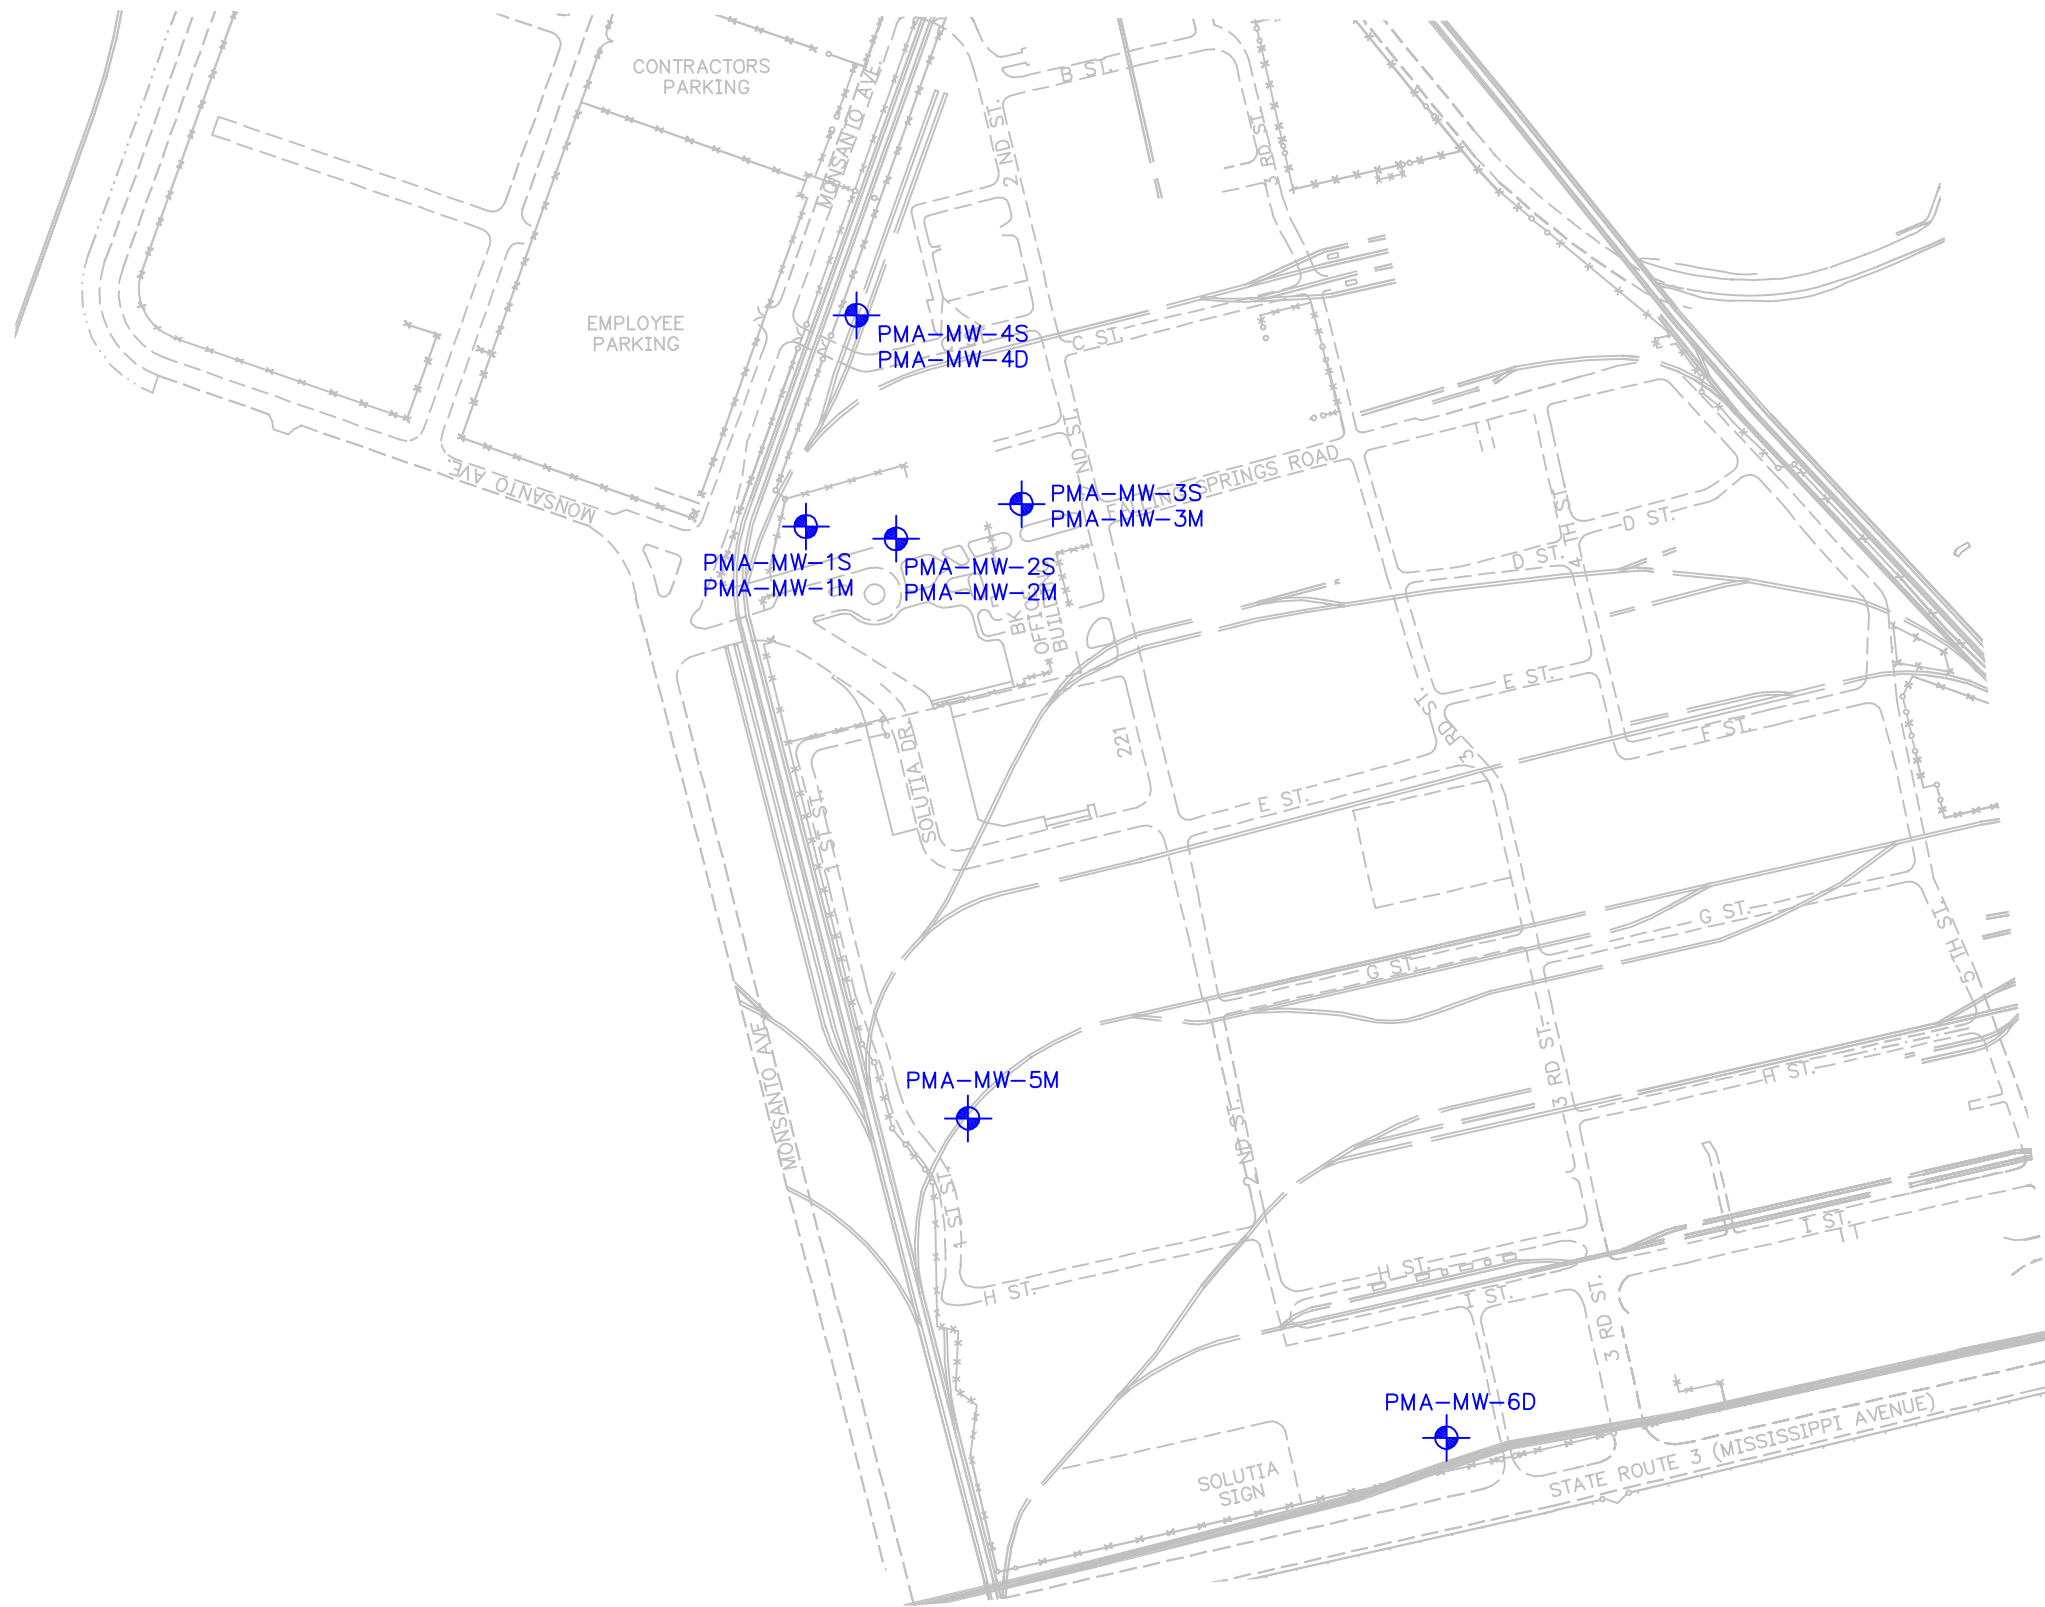 CONTRACTORS
PARKING
B ST.
MONSANTO AVE.
2 ND ST.
3 RD ST.
EMPLOYEE
PARKING
PMA-MW-4S
PMA-MW-4D
C ST.
MONSANTO AVE.
2 ND ST.
FALLING SPRINGS ROAD
PMA-MW-3S
PMA-MW-3M
PMA-MW-1S
PMA-MW-1M
PMA-MW-2S
PMA-MW-2M
BK
OFFICE
BUILDING
4 TH ST.
D ST.
D ST.
E ST.
3 RD ST.
F ST.
221
SOLUTIA DR.
1 ST ST.
E ST.
G ST.
G ST.
5 TH ST.
MONSANTO AVE.
PMA-MW-5M
3 RD ST.
H ST.
2 ND ST.
1 ST ST.
I ST.
H ST.
H ST.
I ST.
3 RD ST.
PMA-MW-6D
SOLUTIA
SIGN
STATE ROUTE 3 (MISSISSIPPI AVENUE)